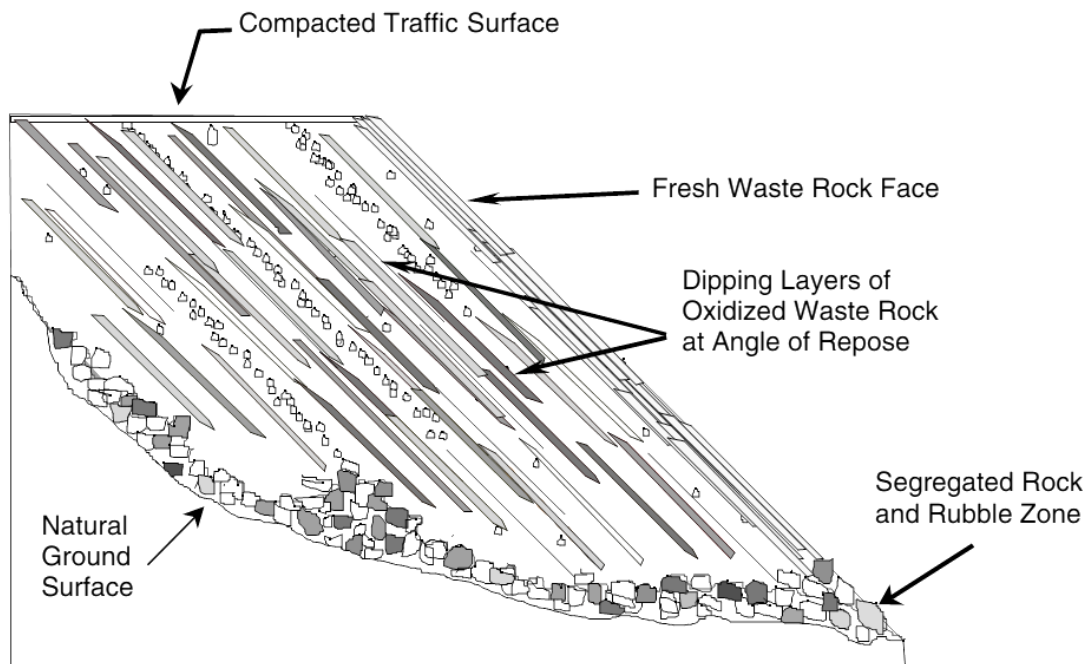 Compacted Traffic Surface
Fresh Waste Rock Face
Dipping Layers of
Oxidized Waste Rock
at Angle of Repose
Segregated Rock
and Rubble Zone
Natural
Ground
Surface